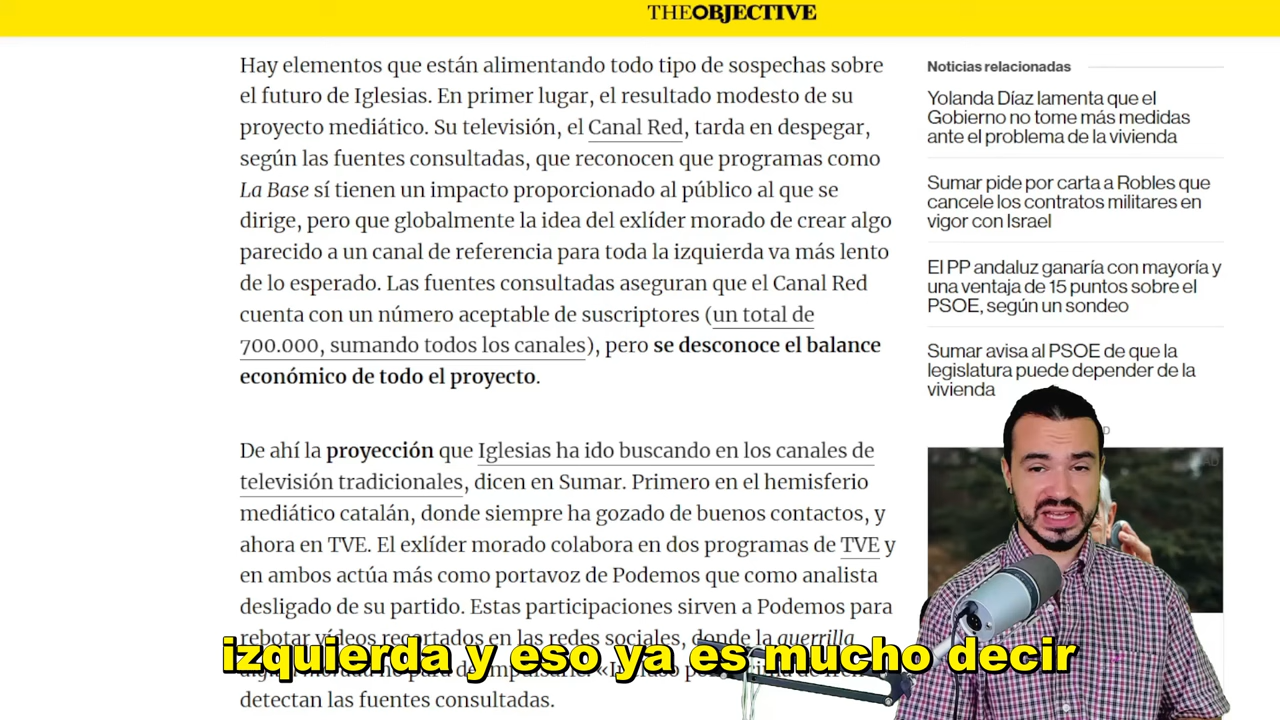 THEOBJECTIVE
Hay elementos que están alimentando todo tipo de sospechas sobre
el futuro de Iglesias. En primer lugar, el resultado modesto de su
proyecto mediático. Su televisión, el Canal Red, tarda en despegar,
según las fuentes consultadas, que reconocen que programas como
La Base sí tienen un impacto proporcionado al público al que se
dirige, pero que globalmente la idea del exlíder morado de crear algo
parecido a un canal de referencia para toda la izquierda va más lento
de lo esperado. Las fuentes consultadas aseguran que el Canal Red
cuenta con un número aceptable de suscriptores (un total de
700.000, sumando todos los canales), pero se desconoce el balance
económico de todo el proyecto.
De ahí la proyección que Iglesias ha ido buscando en los canales de
televisión tradicionales, dicen en Sumar. Primero en el hemisferio
mediático catalán, donde siempre ha gozado de buenos contactos, y
ahora en TVE. El exlíder morado colabora en dos programas de TVE y
en ambos actúa más como portavoz de Podemos que como analista
desligado de su partido. Estas participaciones sirven a Podemos para
rebotar vídeos recortados en las redes sociales, donde la guerrilla
detectan las fuentes consultadas.
Noticias relacionadas
Yolanda Díaz lamenta que el
Gobierno no tome más medidas
ante el problema de la vivienda
Sumar pide por carta a Robles que
cancele los contratos militares en
vigor con Israel
El PP andaluz ganaría con mayoría y
una ventaja de 15 puntos sobre el
PSOE, según un sondeo
Sumar avisa al PSOE de que la
legislatura puede depender de la
vivienda
izquierda y eso ya es mucho decir